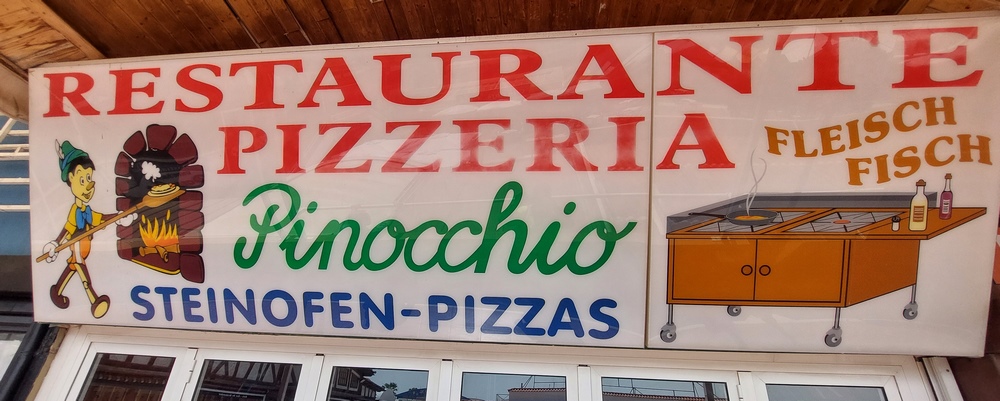 RESTAURANTE
PIZZERIA
FLEISCH
FISCH
Pinocchio
STEINOFEN-PIZZAS